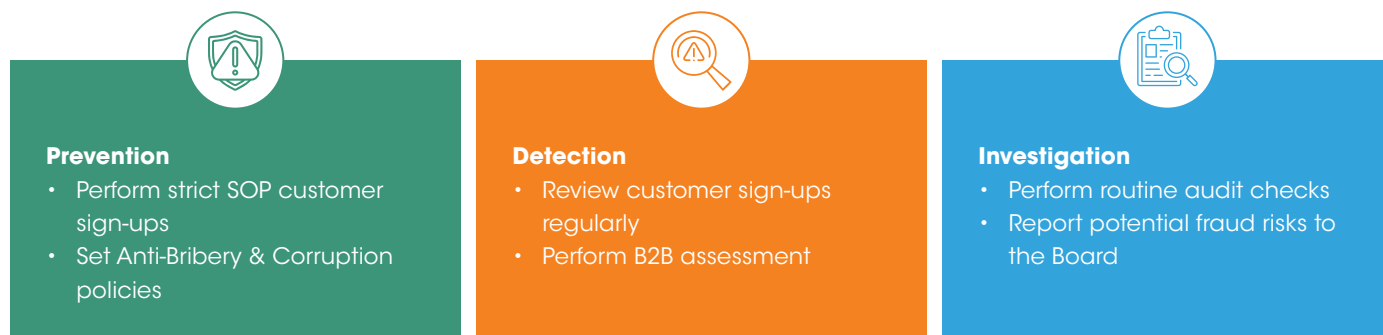 Prevention
• Perform strict SOP customer
sign-ups
• Set Anti-Bribery & Corruption
policies
Detection
• Review customer sign-ups
regularly
• Perform B2B assessment
Investigation
• Perform routine audit checks
• Report potential fraud risks to
the Board